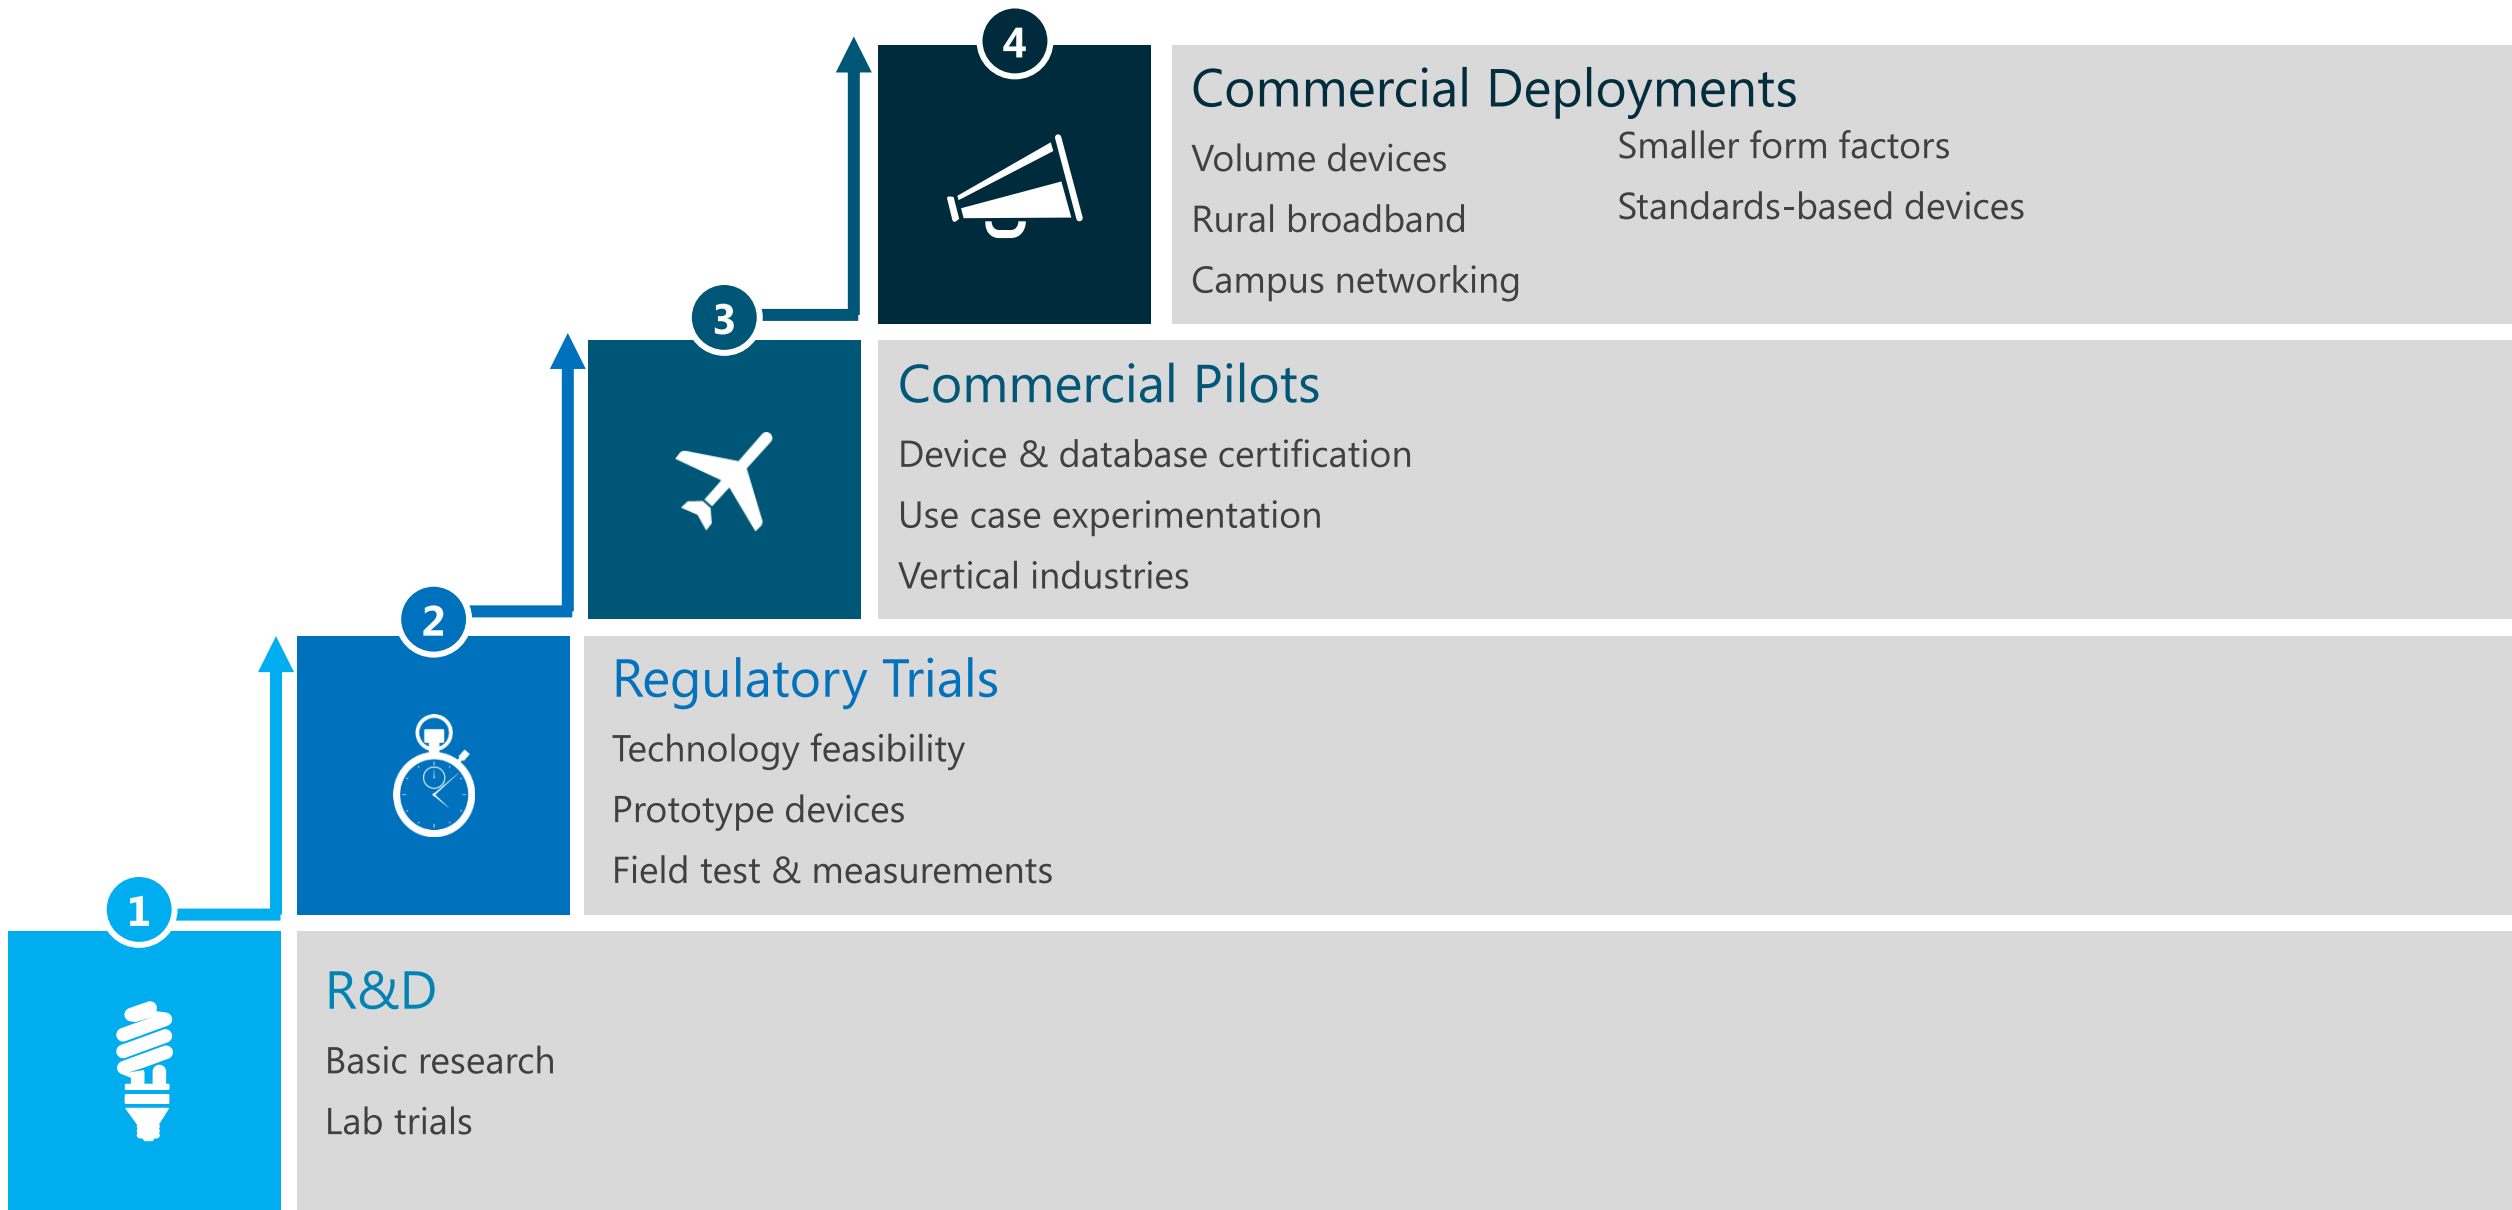 4
Commercial Deployments
Volume devices
Rural broadband
Campus networking
Smaller form factors
Standards-based devices
3
Commercial Pilots
Device & database certification
Use case experimentation
Vertical industries
2
Regulatory Trials
Technology feasibility
Prototype devices
Field test & measurements
1
R&D
Basic research
Lab trials